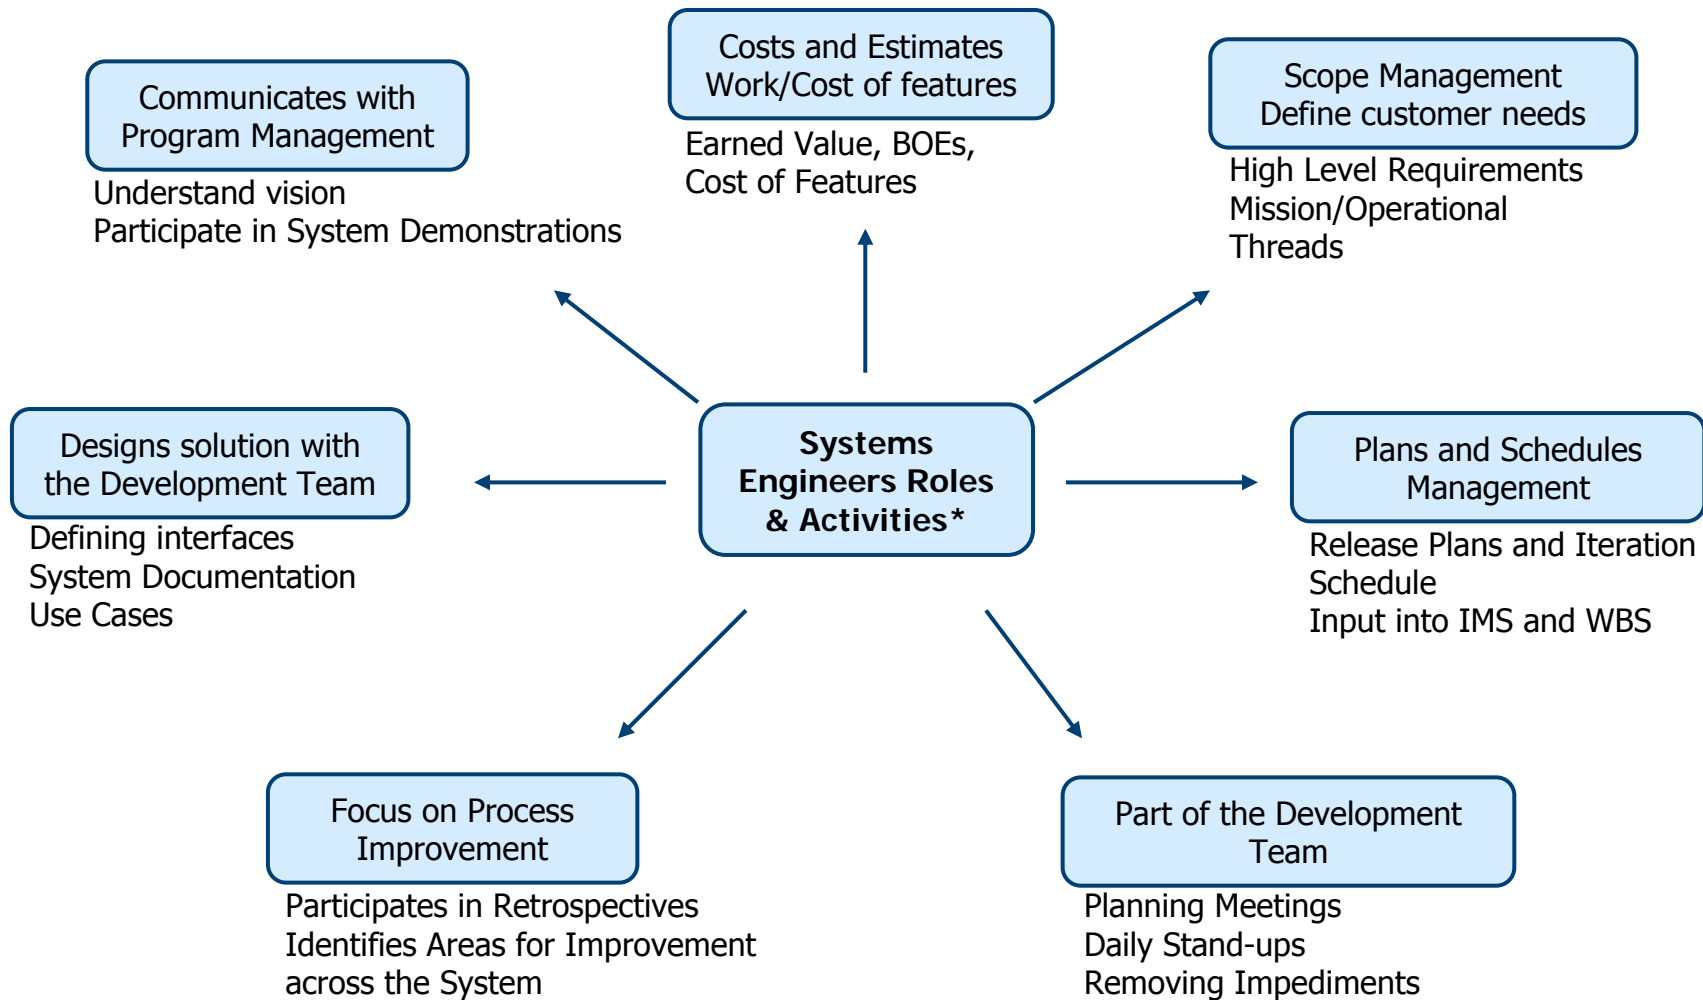 Costs and Estimates
Work/Cost of features
Earned Value, BOEs,
Cost of Features
Communicates with
Program Management
Understand vision
Participate in System Demonstrations
Scope Management
Define customer needs
High Level Requirements
Mission/Operational
Threads
Designs solution with
the Development Team
Defining interfaces
System Documentation
Use Cases
Systems
Engineers Roles
& Activities*
Plans and Schedules
Management
Release Plans and Iteration
Schedule
Input into IMS and WBS
Focus on Process
Improvement
Participates in Retrospectives
Identifies Areas for Improvement
across the System
Part of the Development
Team
Planning Meetings
Daily Stand-ups
Removing Impediments